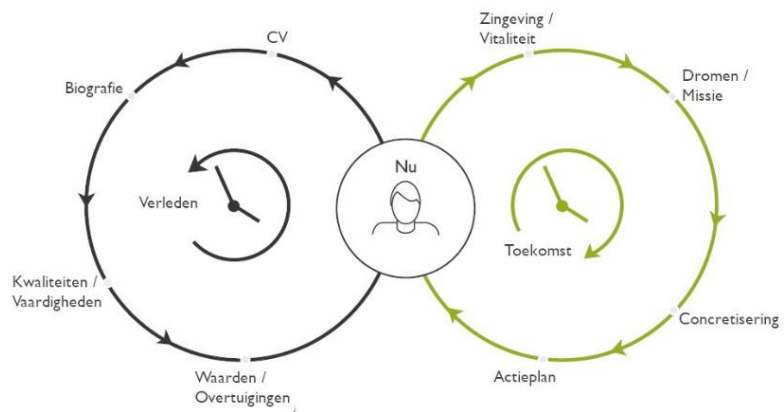 Zingeving /
Vitaliteit
CV
Dromen /
Missie
Biografie
Nu
Verleden
Toekomst
Kwaliteiten /
Vaardigheden
Concretisering
Waarden /
Overtuigingen
Actieplan